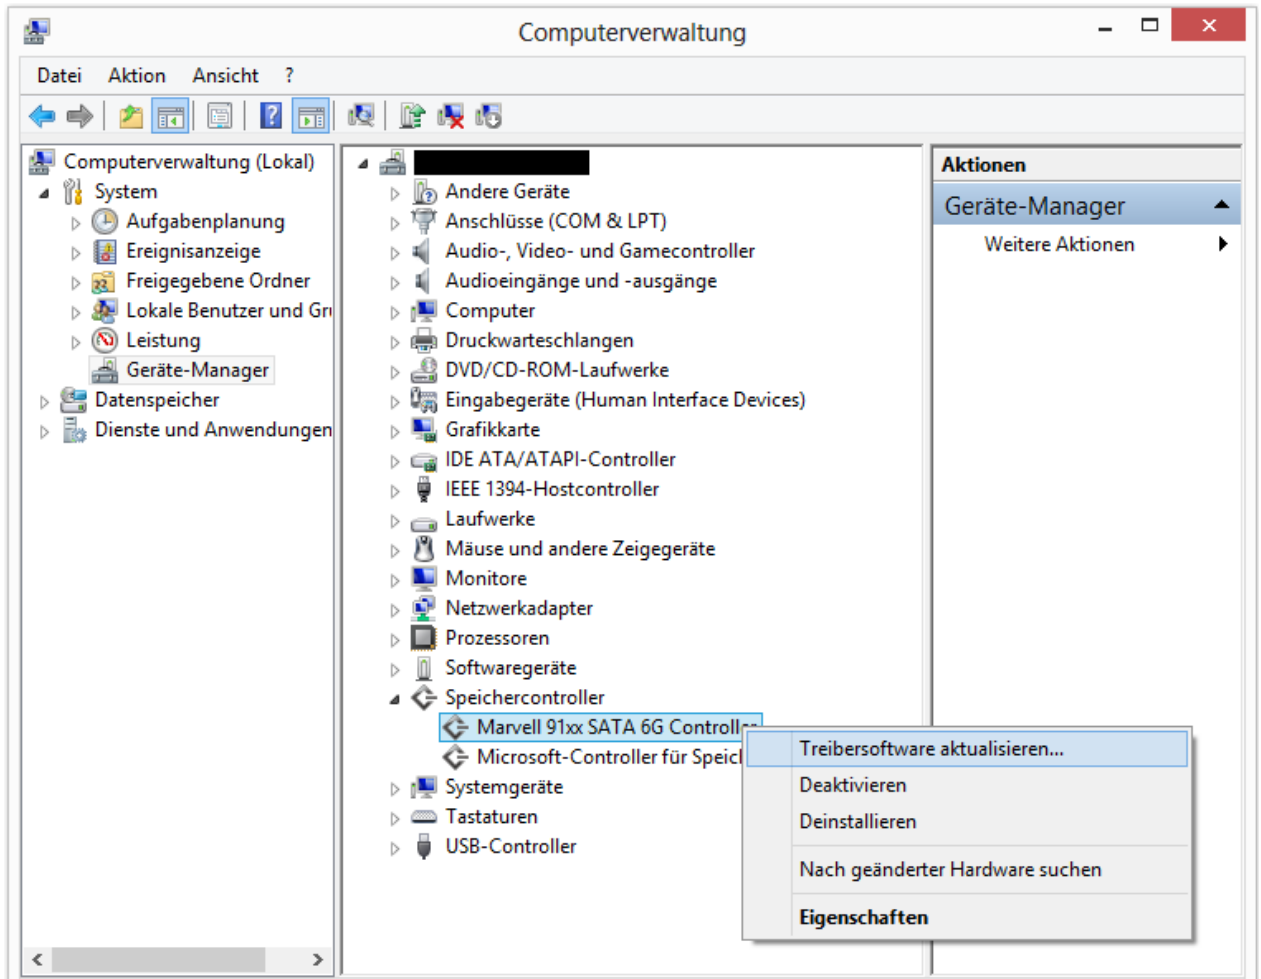 Computerverwaltung
Datei Aktion Ansicht ?
Computerverwaltung (Lokal)
System
Aufgabenplanung
Ereignisanzeige
Freigegebene Ordner
Lokale Benutzer und
Leistung
Geräte-Manager
Datenspeicher
Dienste und Anwendungen
Andere Geräte
Anschlüsse (COM & LPT)
Audio-, Video- und Gamecontroller
Audioeingänge und -ausgänge
Computer
Druckwarteschlangen
DVD/CD-ROM-Laufwerke
Eingabegeräte (Human Interface Devices)
Grafikkarte
IDE ATA/ATAPI-Controller
IEEE 1394-Hostcontroller
Laufwerke
Mäuse und andere Zeigegeräte
Monitore
Netzwerkadapter
Prozessoren
Softwaregeräte
Speichercontroller
Marvell 91xx SATA 6G Controller
Microsoft-Controller für Speic
Systemgeräte
Tastaturen
USB-Controller
Treibersoftware aktualisieren...
Deaktivieren
Deinstallieren
Nach geänderter Hardware suchen
Eigenschaften
Aktionen
Geräte-Manager
Weitere Aktionen